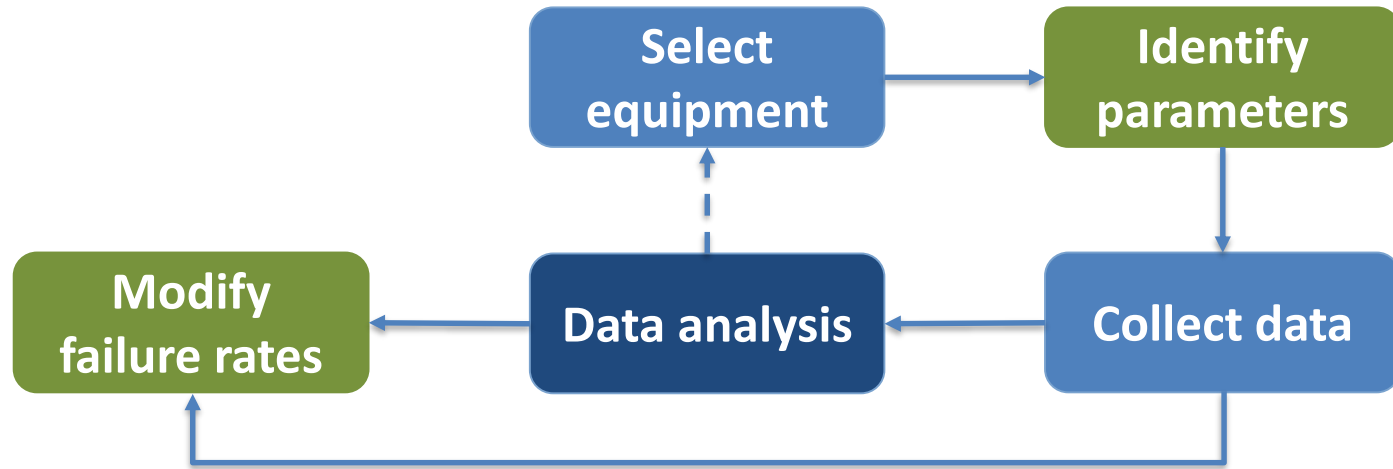 Select
equipment
Identify
parameters
Modify
failure rates
Data analysis
Collect data